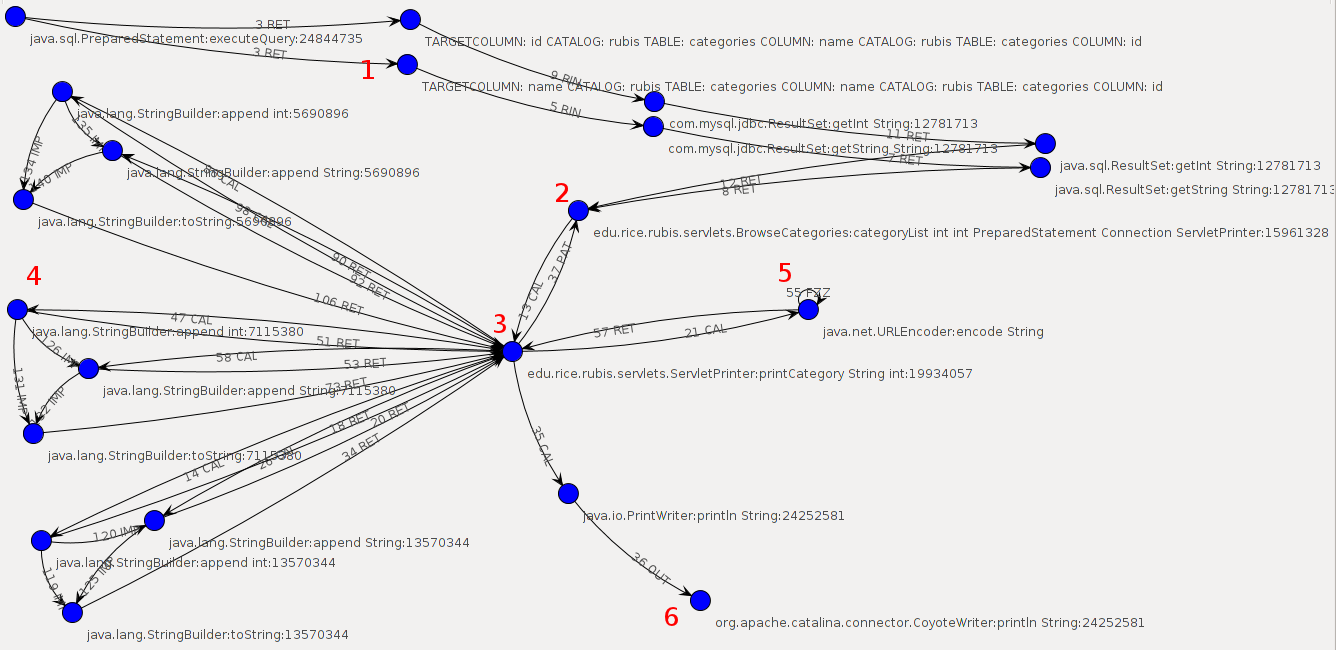 3 RET
java.sql.PreparedStatement:executeQuery:24844735
TARGETCOLUMN: id CATALOG: rubis TABLE: categories COLUMN: name CATALOG: rubis TABLE: categories COLUMN: id
3 RET
1
9 BIN
TARGETCOLUMN: name CATALOG: rubis TABLE: categories COLUMN: name CATALOG: rubis TABLE: categories COLUMN: id
5 BIN
java.lang.StringBuilder:append int:5690896
com.mysql.jdbc.ResultSet:getInt String:12781713
11 RET
com.mysql.jdbc.ResultSet:getString String:12781713
7 RET
java.sql.ResultSet:getInt String:12781713
java.sql.ResultSet:getString String:12781713
134 IMP
java.lang.StringBuilder:append String:5690896
140 IMP
CAL
12 RET
8 RET
2
java.lang.StringBuilder:toString:5690896
98
edu.rice.rubis.servlets.BrowseCategories:categoryList int int PreparedStatement Connection ServletPrinter:15961328
90 RET
92 RET
37 PAT
13 CAL
4
5
55 FZZ
106 RET
3
47 CAL
51 RET
57 RET
21 CAL
java.lang.StringBuilder:append int:7115380
java.net.URLEncoder:encode String
58 CAL
53 RET
edu.rice.rubis.servlets.ServletPrinter:printCategory String int:19934057
131 IMP
73 RET
java.lang.StringBuilder:append String:7115380
18 RET
20 RET
34 RET
35 CAL
java.lang.StringBuilder:toString:7115380
14 CAL
java.io.PrintWriter:println String:24252581
120 IMP
java.lang.StringBuilder:append String:13570344
java.lang.StringBuilder:append int:13570344
125 IMP
36 OUT
6
org.apache.catalina.connector.CoyoteWriter:println String:24252581
java.lang.StringBuilder:toString:13570344